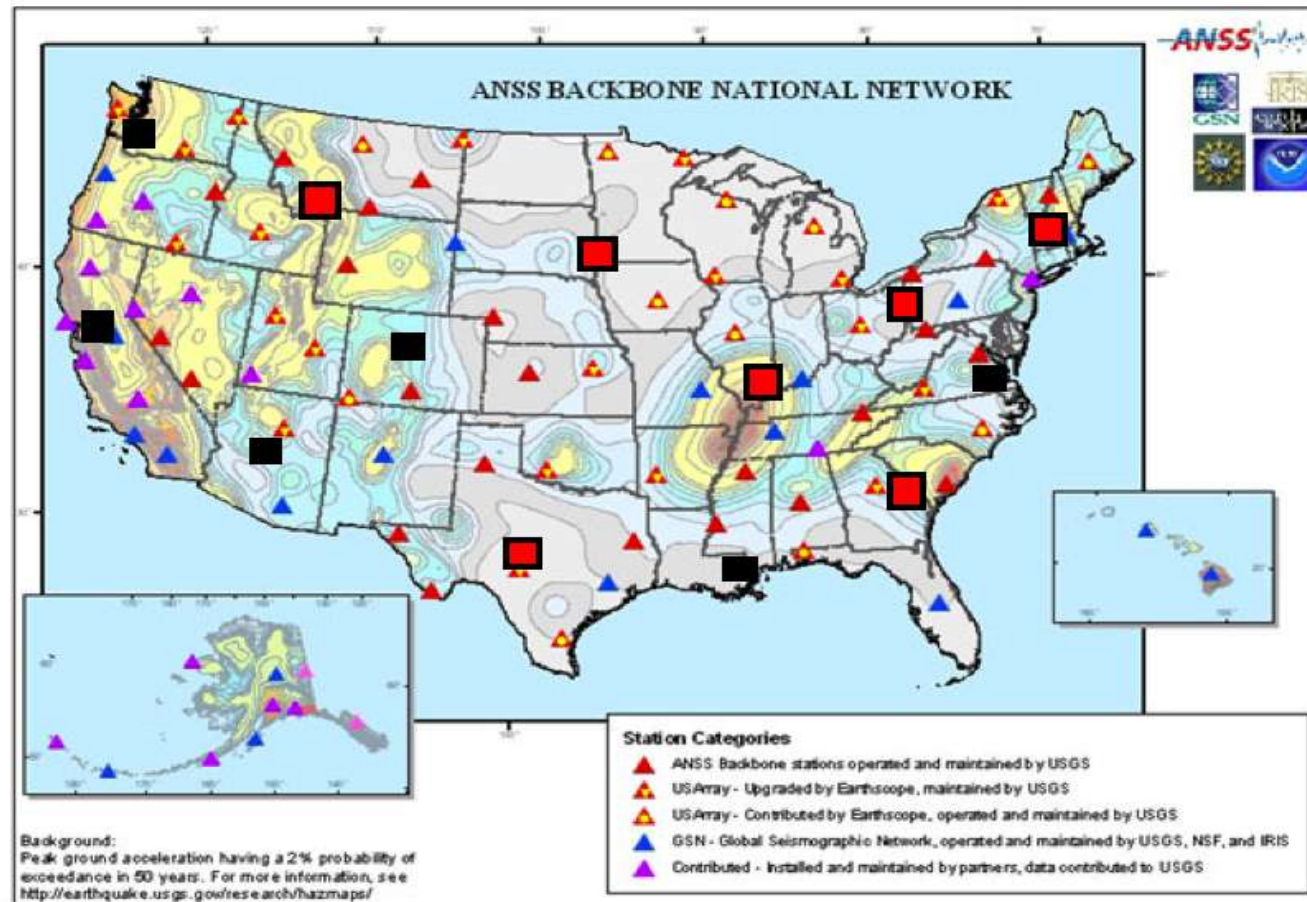 ANSS
ANSS BACKBONE NATIONAL NETWORK
GSN
IRIS
Station Categories
ANSS Backbone stations operated and maintained by USGS
USArray - Upgraded by Earthscope, maintained by USGS
USArray - Contributed by Earthscope, operated and maintained by USGS
GSN - Global Seismographic Network, operated and maintained by USGS, NSF, and IRIS
Contributed - Installed and maintained by partners, data contributed to USGS
Background:
Peak ground acceleration having a 2% probability of
exceedance in 50 years. For more information, see
http://earthquake.usgs.gov/research/hazmaps/